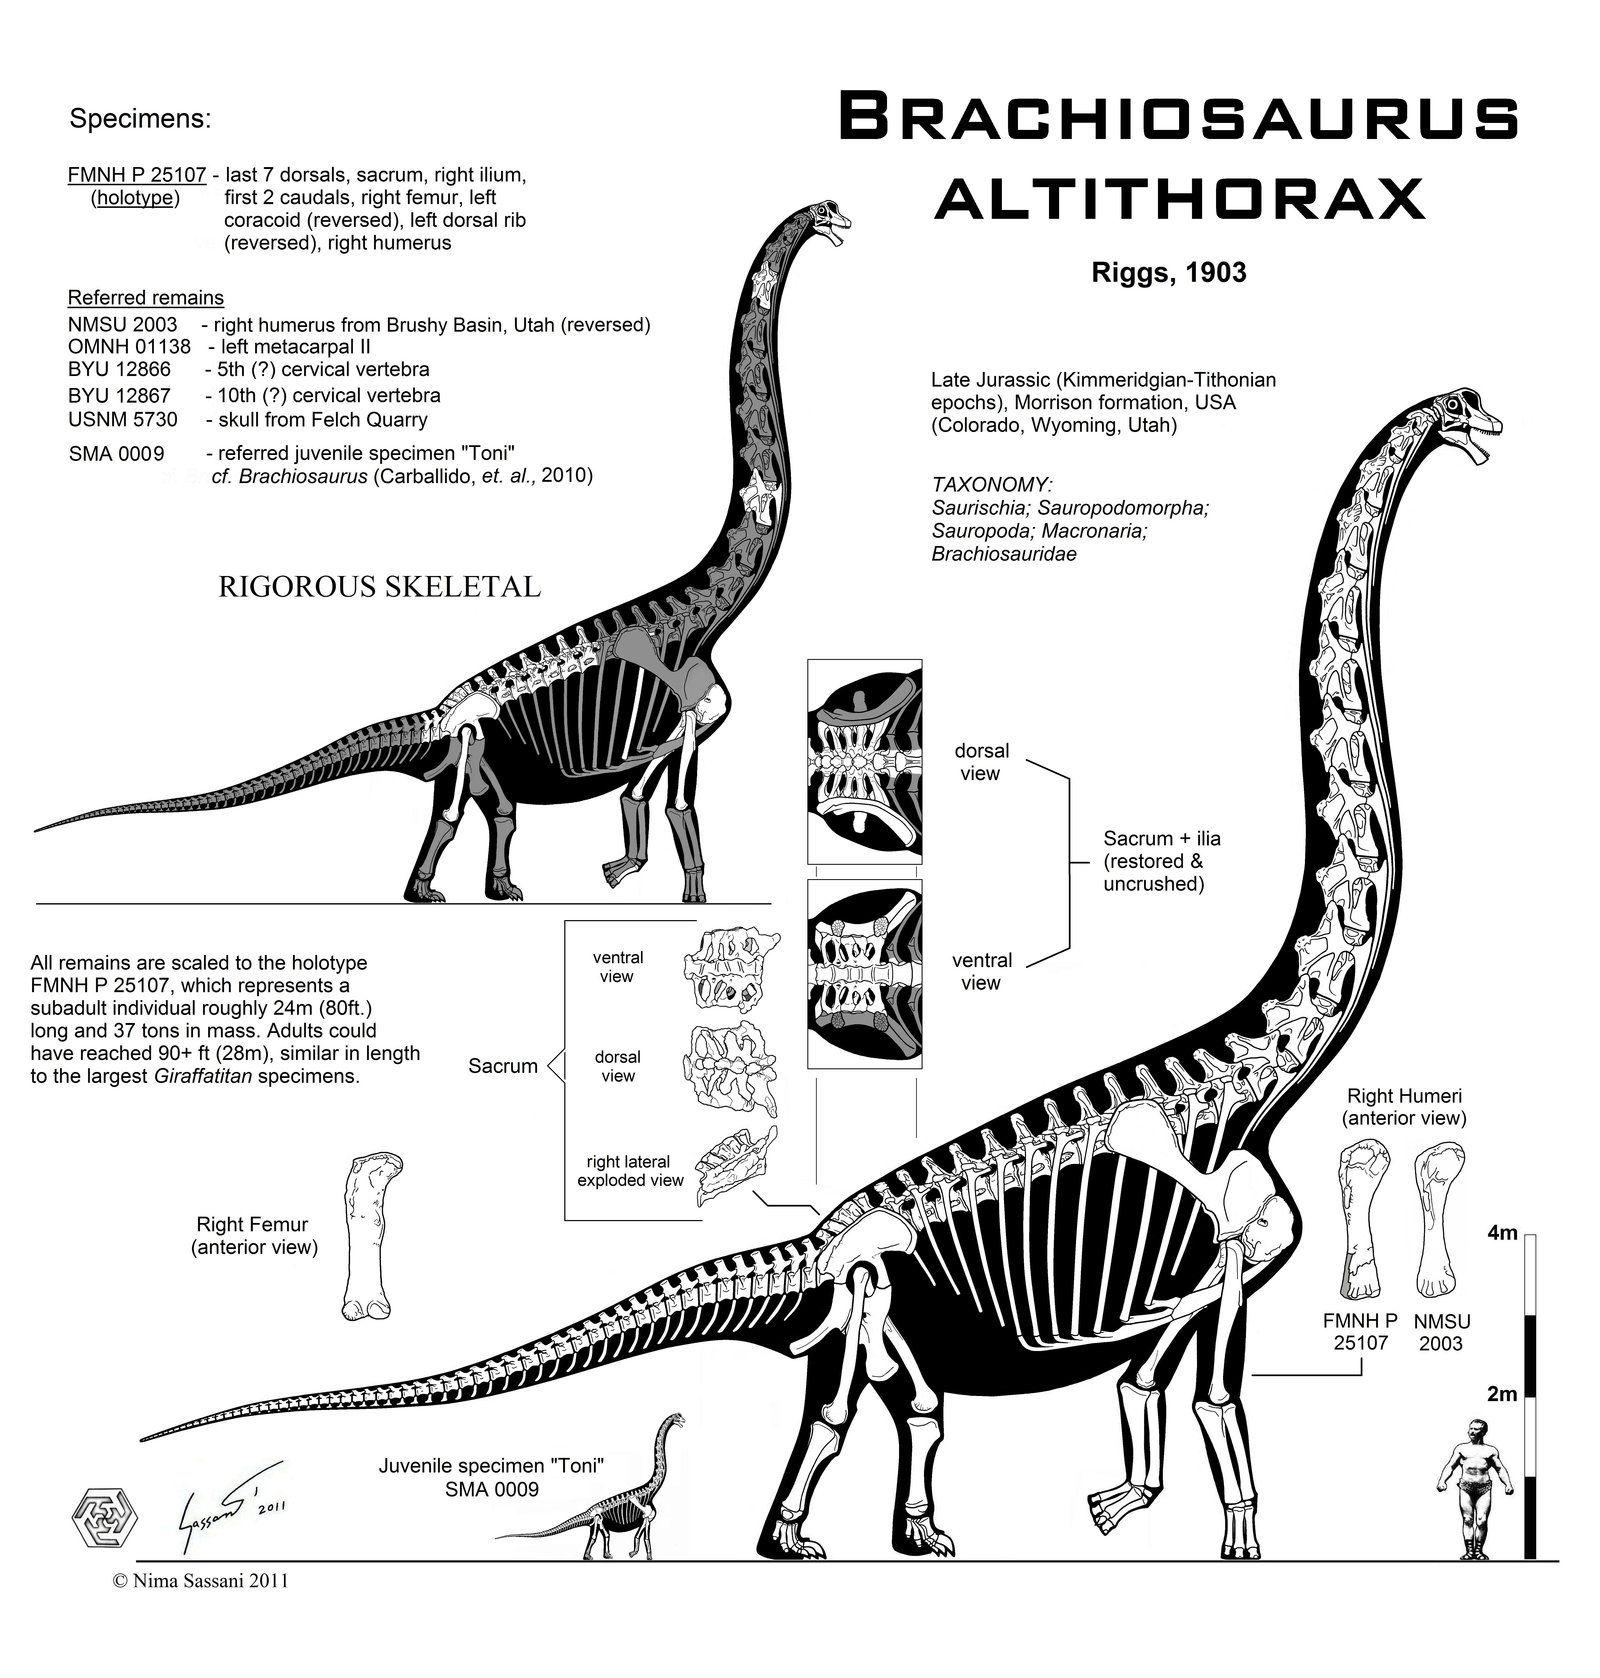 BRACHIOSAURUS
ALTITHORAX
Riggs, 1903
Specimens:
FMNH P 25107 - last 7 dorsals, sacrum, right ilium,
(holotype) first 2 caudals, right femur, left
coracoid (reversed), left dorsal rib
(reversed), right humerus
Referred remains
NMSU 2003 - right humerus from Brushy Basin, Utah (reversed)
OMNH 01138 - left metacarpal II
BYU 12866 - 5th (?) cervical vertebra
BYU 12867 - 10th (?) cervical vertebra
USNM 5730 - skull from Felch Quarry
SMA 0009 - referred juvenile specimen "Toni"
cf. Brachiosaurus (Carballido, et. al., 2010)
RIGOROUS SKELETAL
Late Jurassic (Kimmeridgian-Tithonian
epochs), Morrison formation, USA
(Colorado, Wyoming, Utah)
TAXONOMY:
Saurischia; Sauropodomorpha;
Sauropoda; Macronaria;
Brachiosauridae
dorsal
view
Sacrum + ilia
(restored &
uncrushed)
ventral
view
All remains are scaled to the holotype
FMNH P 25107, which represents a
subadult individual roughly 24m (80ft.)
long and 37 tons in mass. Adults could
have reached 90+ ft (28m), similar in length
to the largest Giraffatitan specimens.
Sacrum
ventral
view
dorsal
view
right lateral
exploded view
Right Femur
(anterior view)
Right Humeri
(anterior view)
FMNH P
25107
NMSU
2003
4m
2m
Juvenile specimen "Toni"
SMA 0009
Sassani
2011
© Nima Sassani 2011